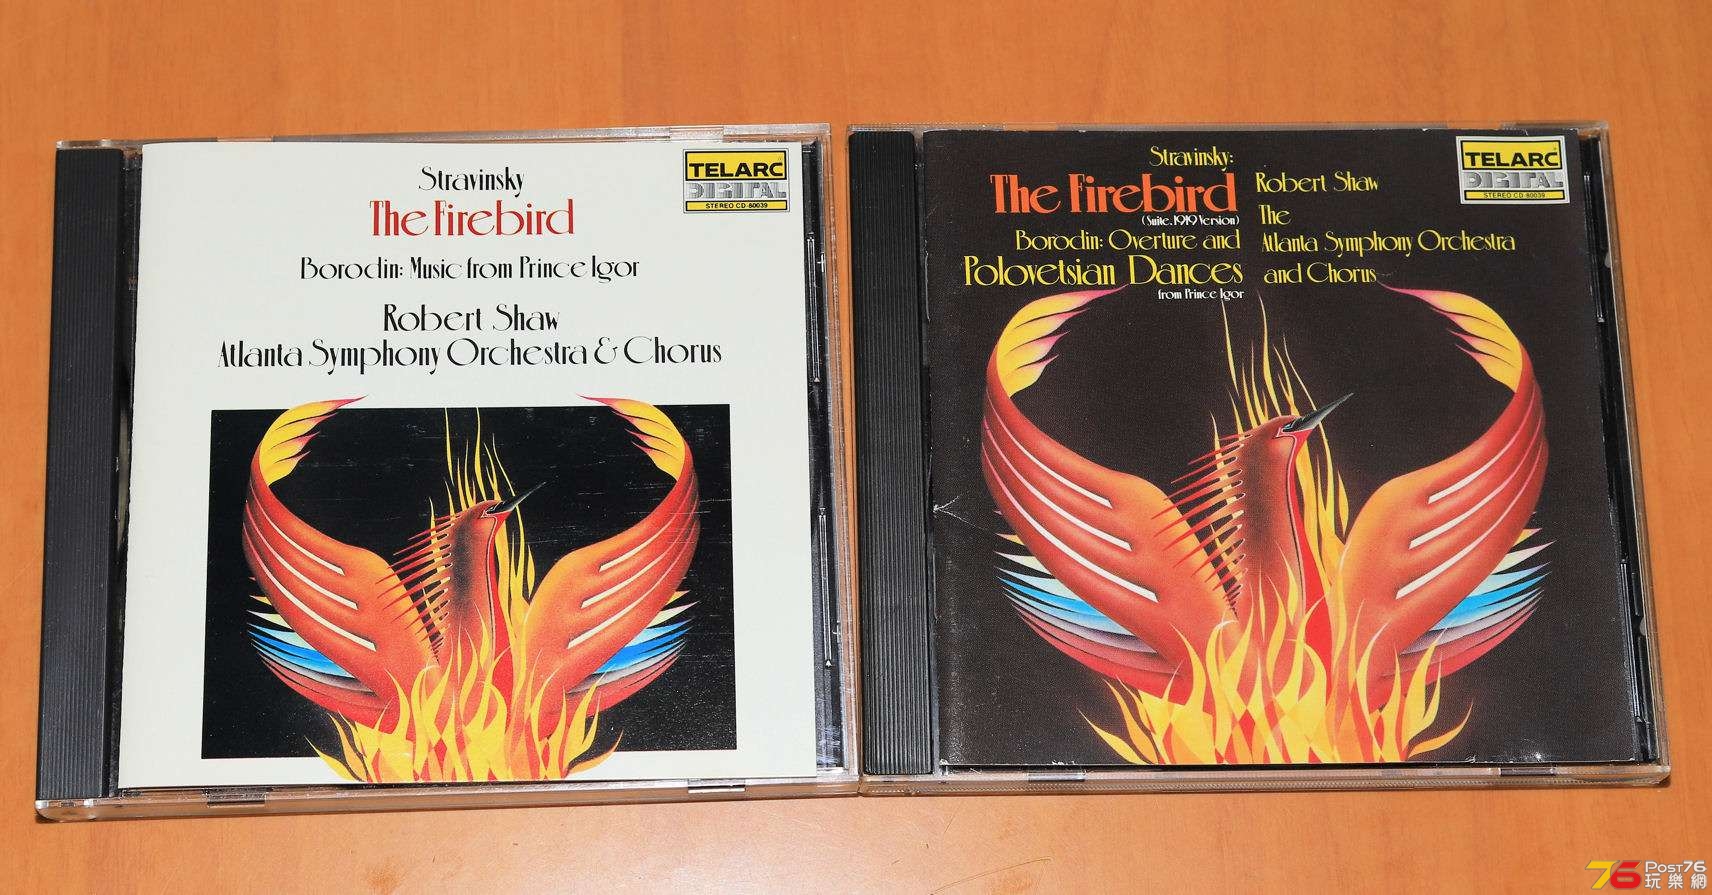 Stravinsky
The Firebird
Borodin: Music from Prince Igor
Robert Shaw
Atlanta Symphony Orchestra & Chorus
TELARC
DIGITAL
STEREO CD-80039
Stravinsky:
The Firebird
(Suite, 1919 Version)
Borodin: Overture and
Polovetsian Dances
from Prince Igor
Robert Shaw
The
Atlanta Symphony Orchestra
and Chorus
TELARC
DIGITAL
STEREO CD-80039
76 POST76
玩樂網